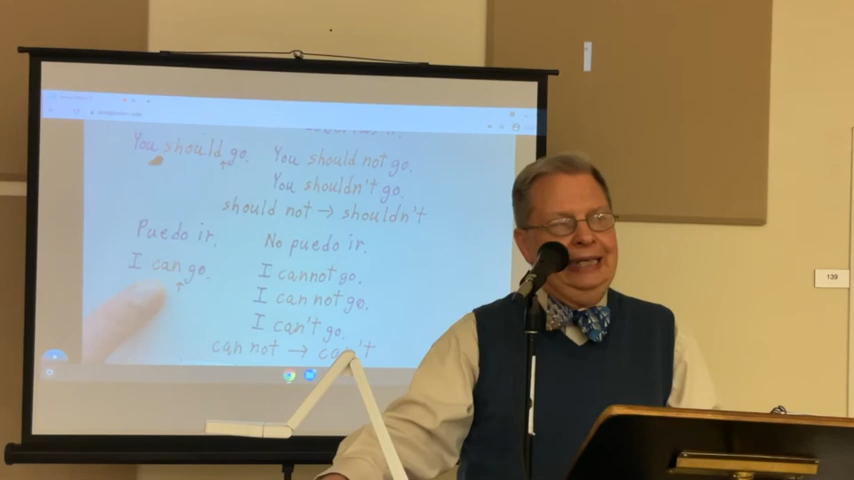 You should go. You should not go.
You shouldn't go.
should not → shouldn't
Puedo ir. No puedo ir.
I can go. I cannot go.
I can not go.
I can't go.
can not → can't
139